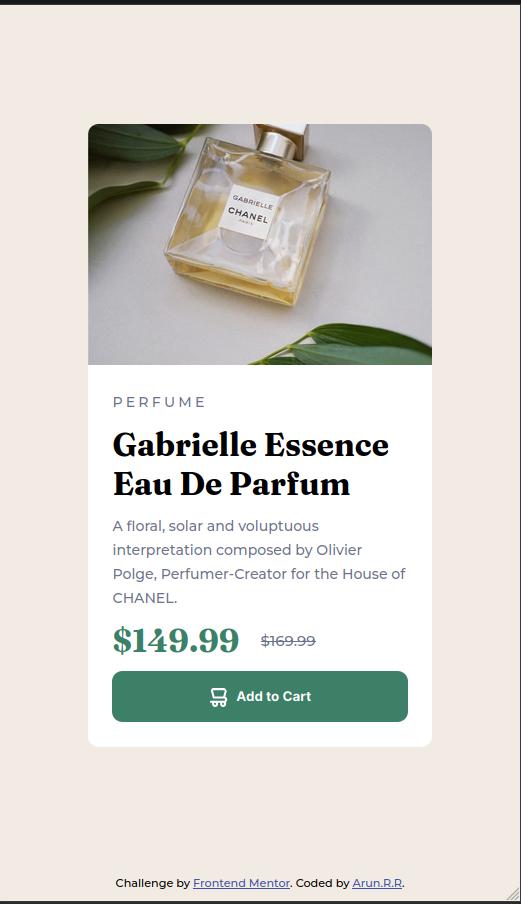 GABRIELLE
CHANEL
PARIS
PERFUME
Gabrielle Essence
Eau De Parfum
A floral, solar and voluptuous
interpretation composed by Olivier
Polge, Perfumer-Creator for the House of
CHANEL.
$149.99 $169.99
Add to Cart
Challenge by Frontend Mentor. Coded by Arun.R.R.